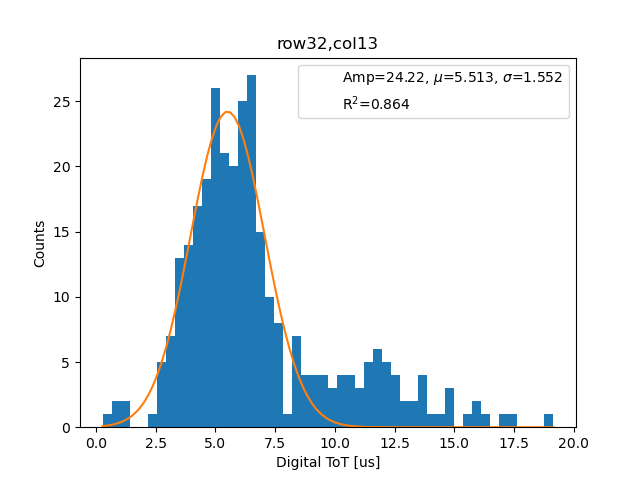 row32,col13
Amp=24.22, μ=5.513, σ=1.552
R²=0.864
25
20
15
10
5
0
Counts
0.0 2.5 5.0 7.5 10.0 12.5 15.0 17.5 20.0
Digital ToT [us]